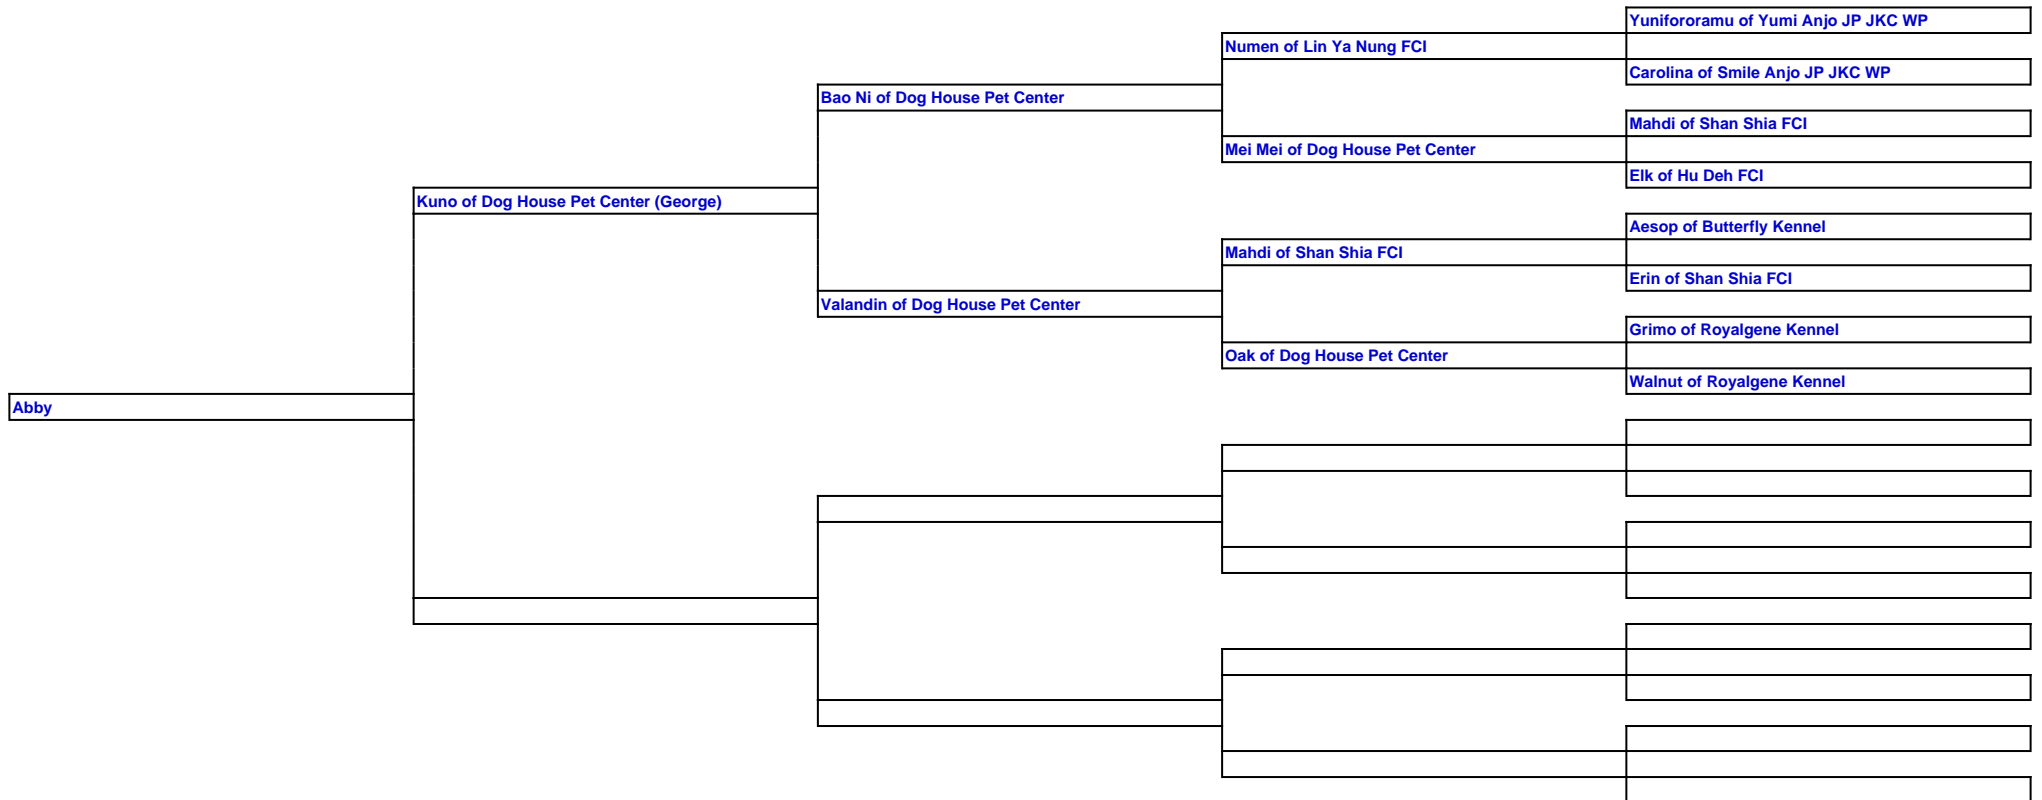 Yunifororamu of Yumi Anjo JP JKC WP
Numen of Lin Ya Nung FCI
Carolina of Smile Anjo JP JKC WP
Bao Ni of Dog House Pet Center
Mahdi of Shan Shia FCI
Mei Mei of Dog House Pet Center
Elk of Hu Deh FCI
Kuno of Dog House Pet Center (George)
Aesop of Butterfly Kennel
Mahdi of Shan Shia FCI
Erin of Shan Shia FCI
Valandin of Dog House Pet Center
Grimo of Royalgene Kennel
Oak of Dog House Pet Center
Walnut of Royalgene Kennel
Abby